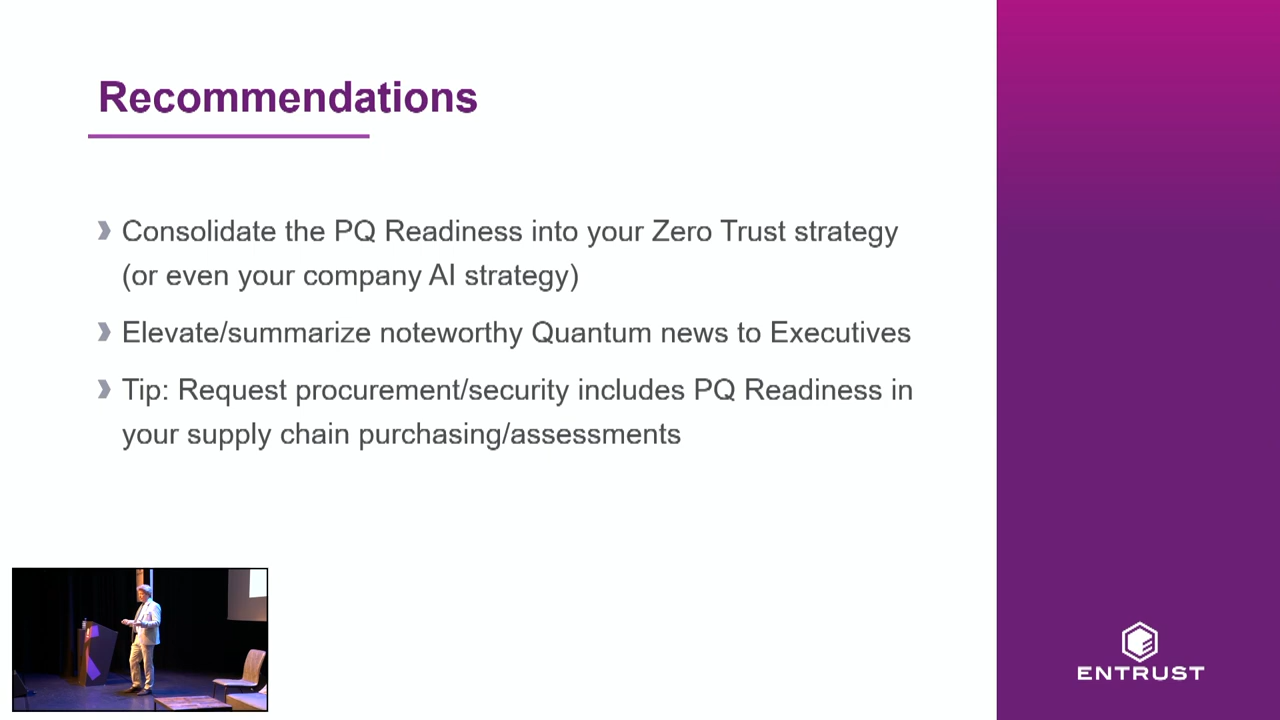 Recommendations
Consolidate the PQ Readiness into your Zero Trust strategy
(or even your company AI strategy)
Elevate/summarize noteworthy Quantum news to Executives
Tip: Request procurement/security includes PQ Readiness in
your supply chain purchasing/assessments
ENTRUST